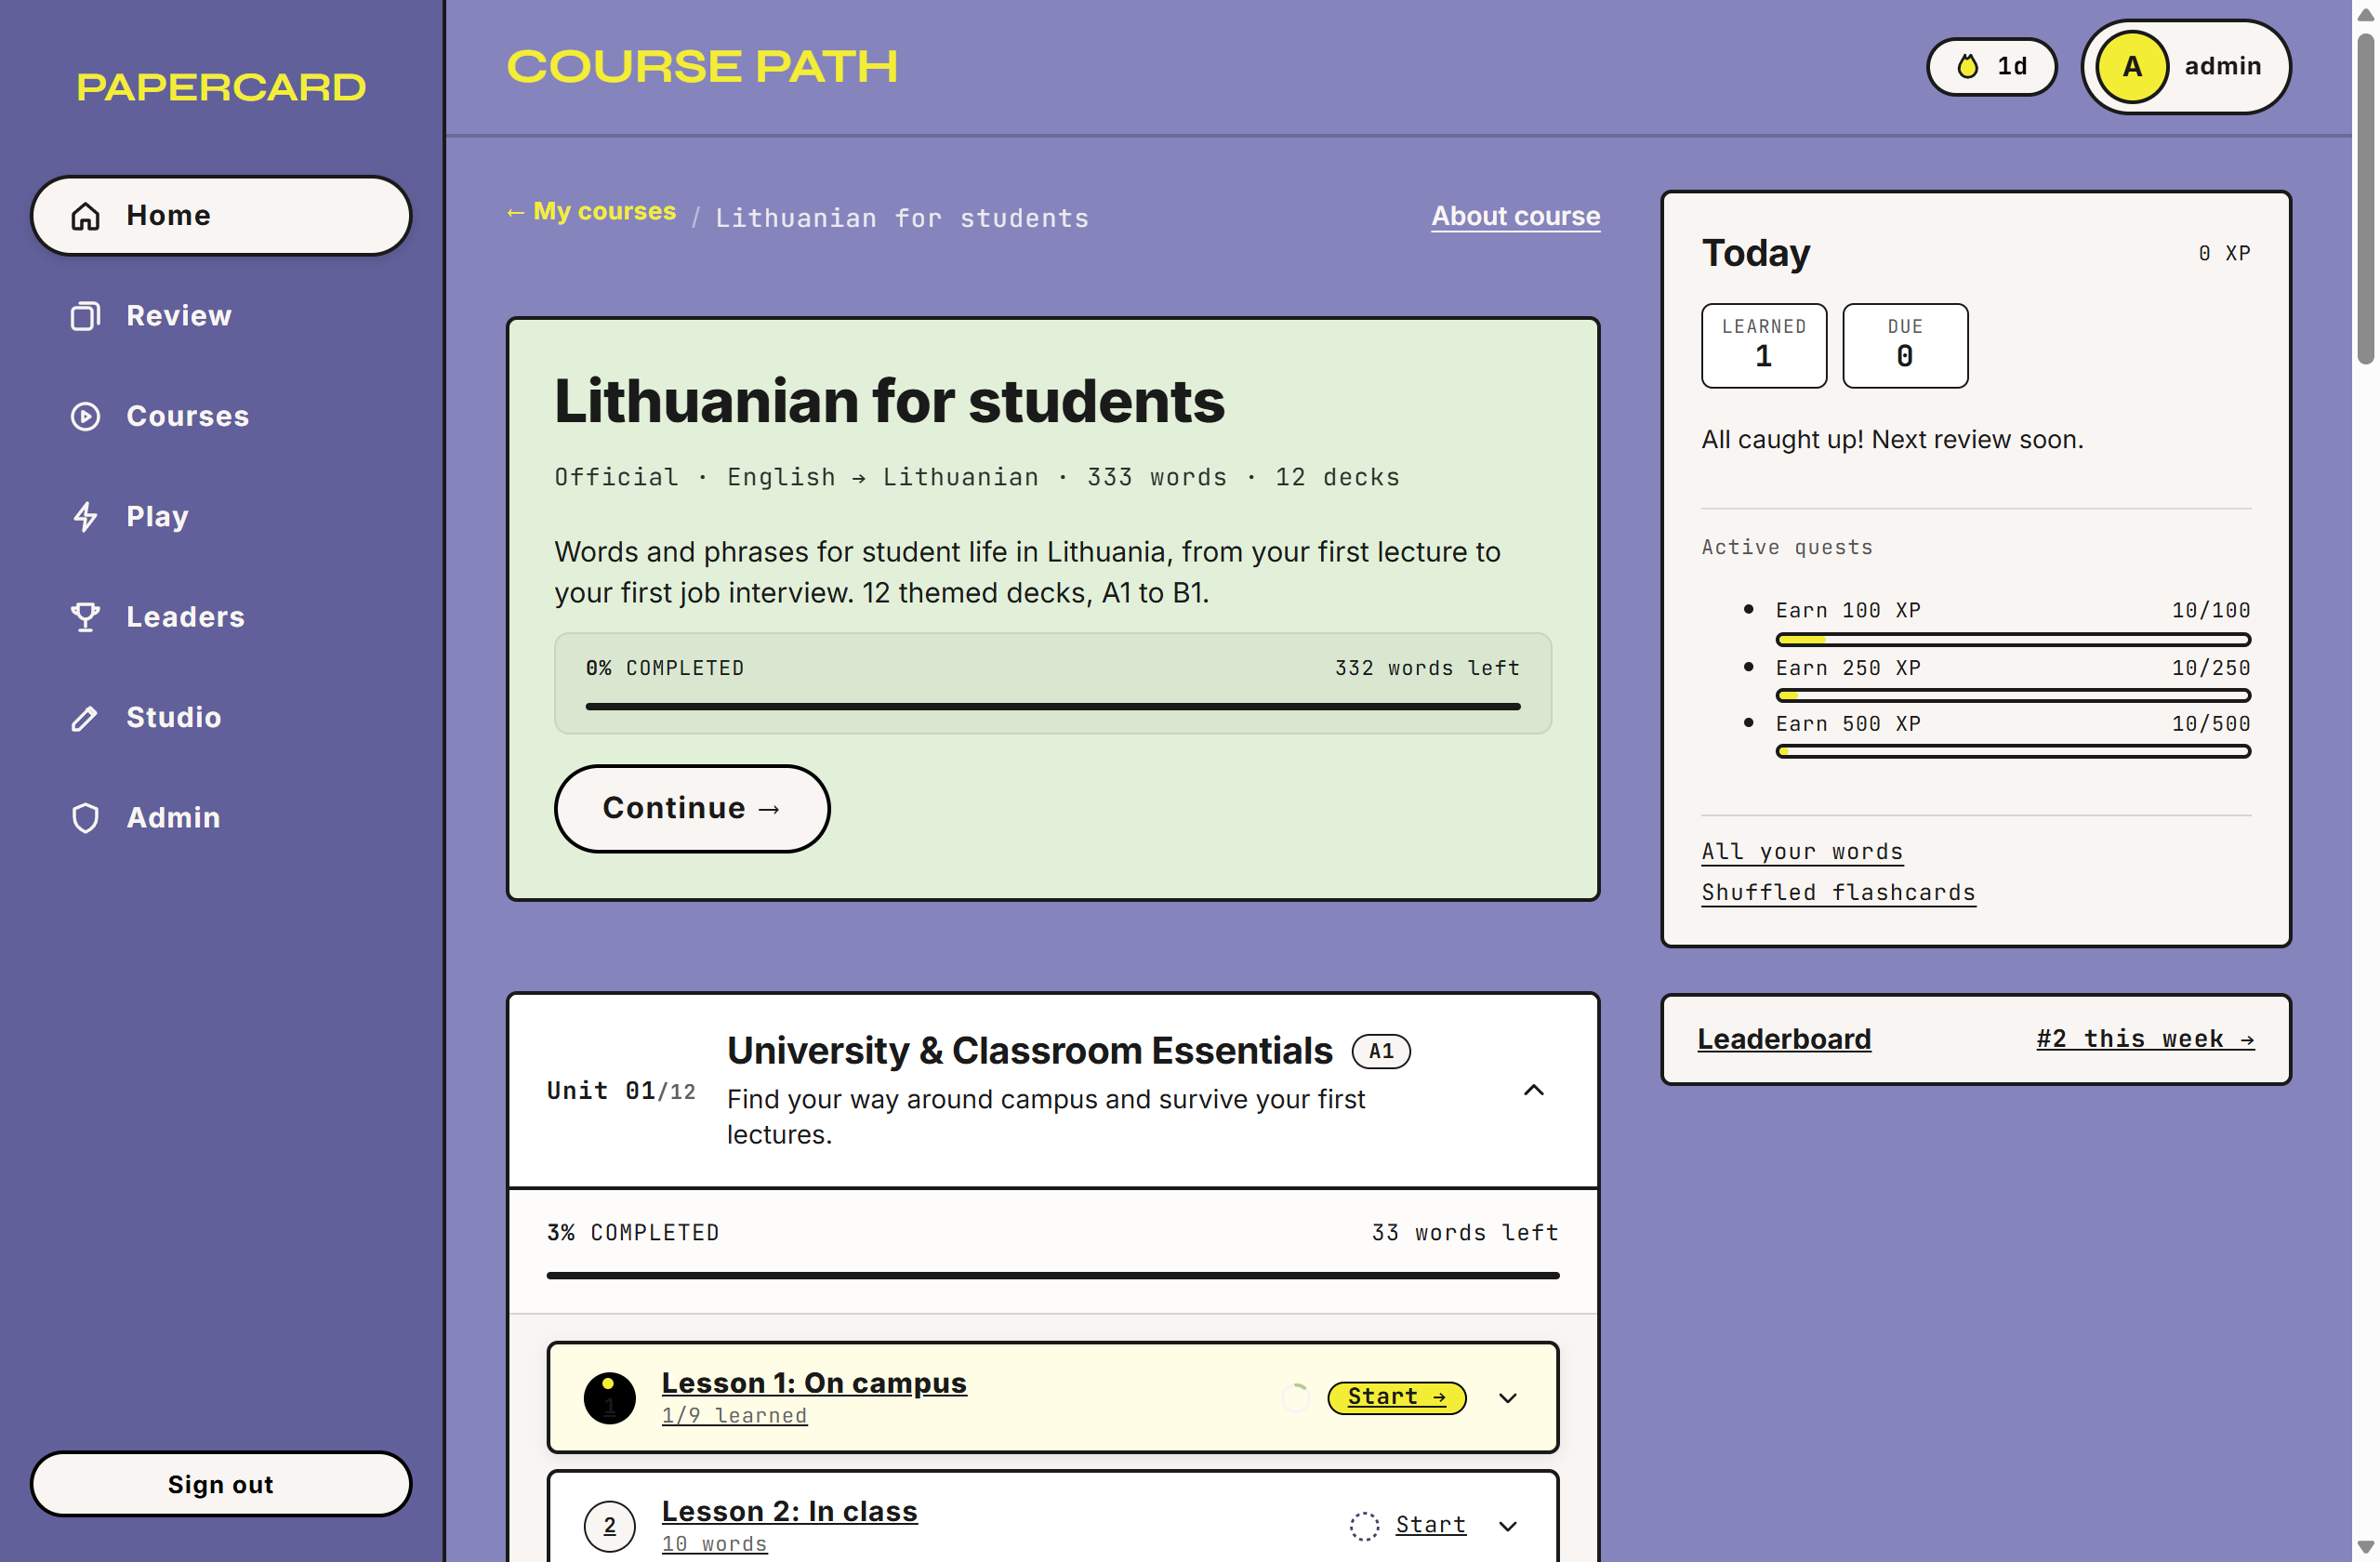 PAPERCARD
Home
Review
Courses
Play
Leaders
Studio
Admin
Sign out
COURSE PATH
1d
A
admin
← My courses / Lithuanian for students
About course
Lithuanian for students
Official · English → Lithuanian · 333 words · 12 decks
Words and phrases for student life in Lithuania, from your first lecture to
your first job interview. 12 themed decks, A1 to B1.
0% COMPLETED
332 words left
Continue →
Unit 01/12
University & Classroom Essentials
A1
Find your way around campus and survive your first
lectures.
3% COMPLETED
33 words left
1
Lesson 1: On campus
1/9 learned
Start →
2
Lesson 2: In class
10 words
Start
Today
0 XP
LEARNED
1
DUE
0
All caught up! Next review soon.
Active quests
Earn 100 XP
10/100
Earn 250 XP
10/250
Earn 500 XP
10/500
All your words
Shuffled flashcards
Leaderboard
#2 this week →